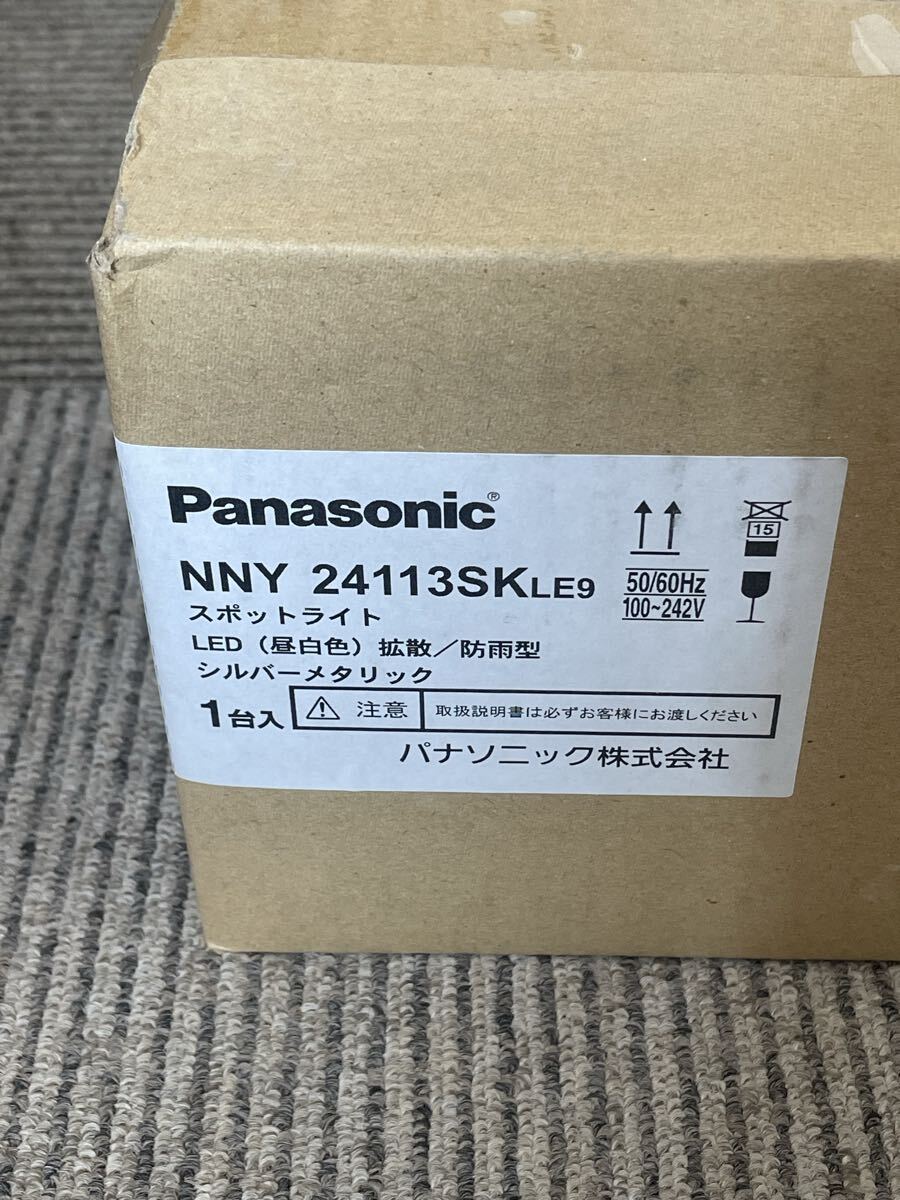 Panasonic®
NNY 24113SKLE9
スポットライト
LED（昼白色）拡散／防雨型
シルバーメタリック
1台入
注意 取扱説明書は必ずお客様にお渡しください
パナソニック株式会社
50/60Hz
100~242V
15